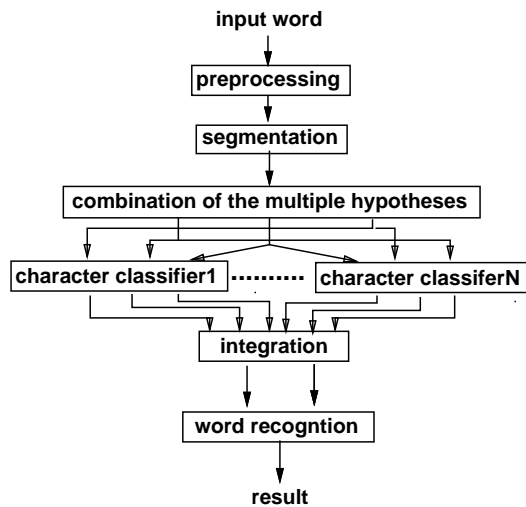 input word
preprocessing
segmentation
combination of the multiple hypotheses
character classifier1 .......... character classiferN
integration
word recogntion
result